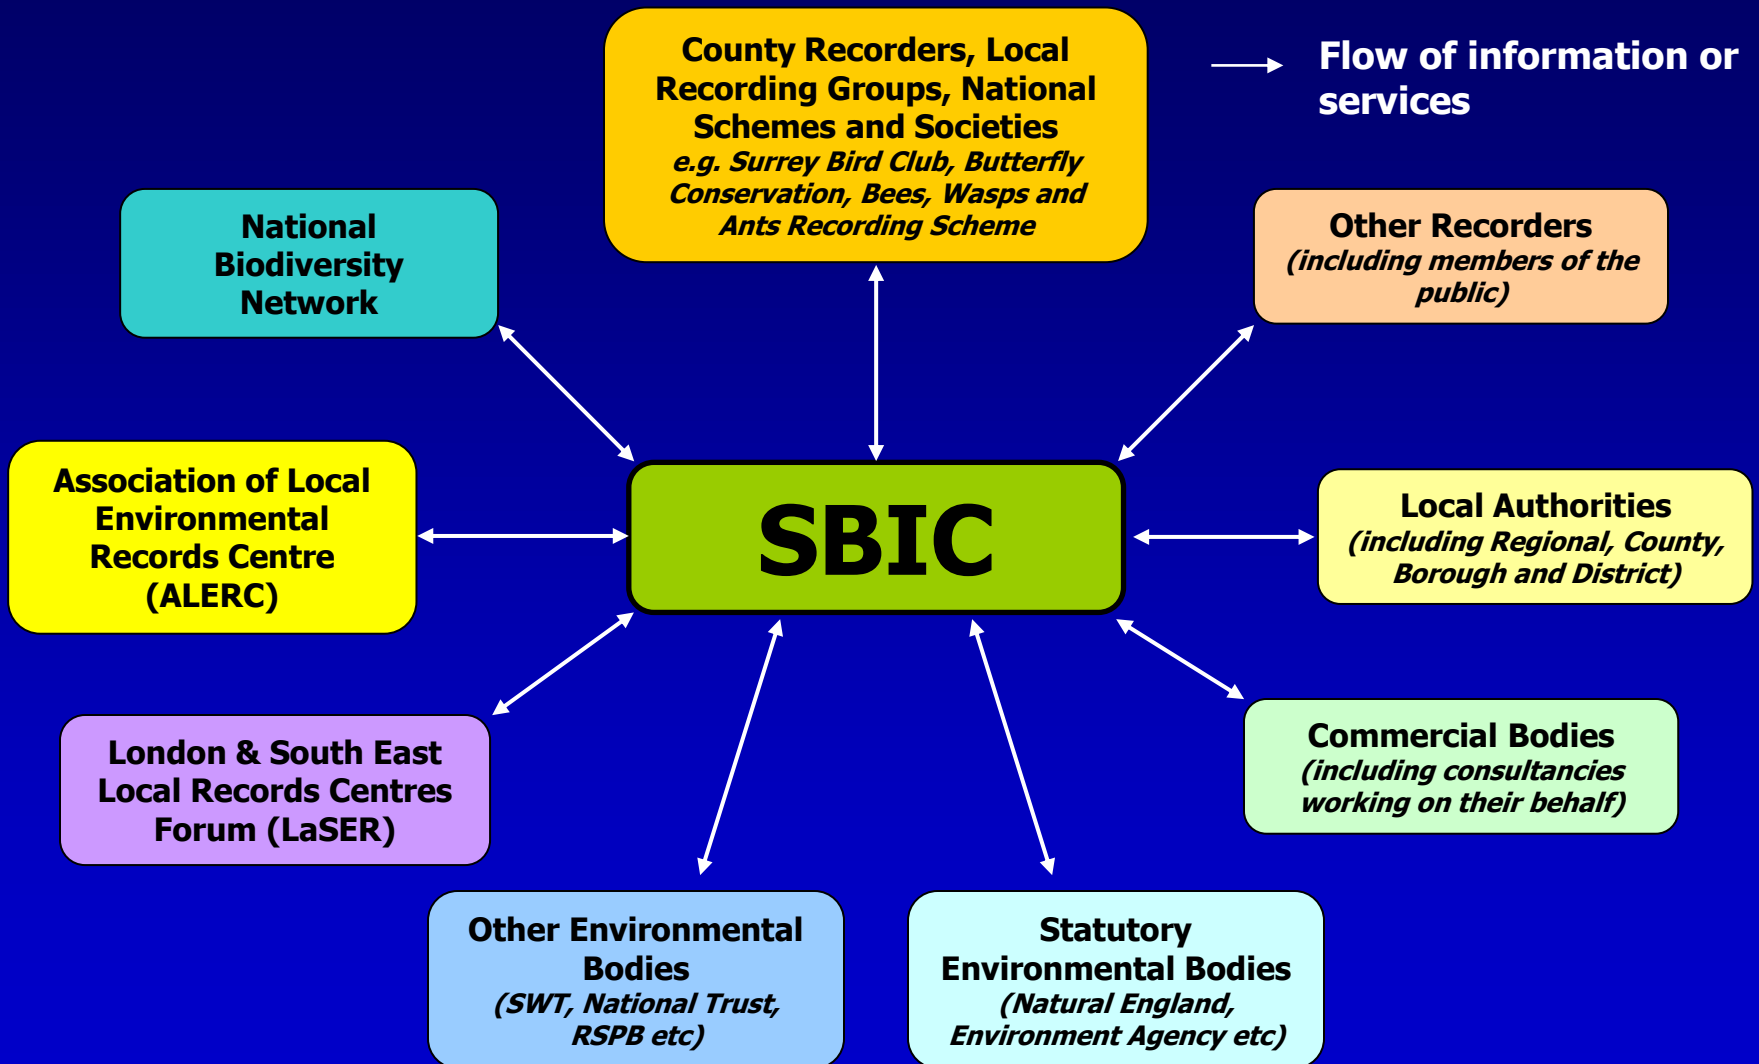 County Recorders, Local
Recording Groups, National
Schemes and Societies
e.g. Surrey Bird Club, Butterfly
Conservation, Bees, Wasps and
Ants Recording Scheme
Flow of information or
services
National
Biodiversity
Network
Other Recorders
(including members of the
public)
Association of Local
Environmental
Records Centre
(ALERC)
SBIC
Local Authorities
(including Regional, County,
Borough and District)
London & South East
Local Records Centres
Forum (LaSER)
Commercial Bodies
(including consultancies
working on their behalf)
Other Environmental
Bodies
(SWT, National Trust,
RSPB etc)
Statutory
Environmental Bodies
(Natural England,
Environment Agency etc)